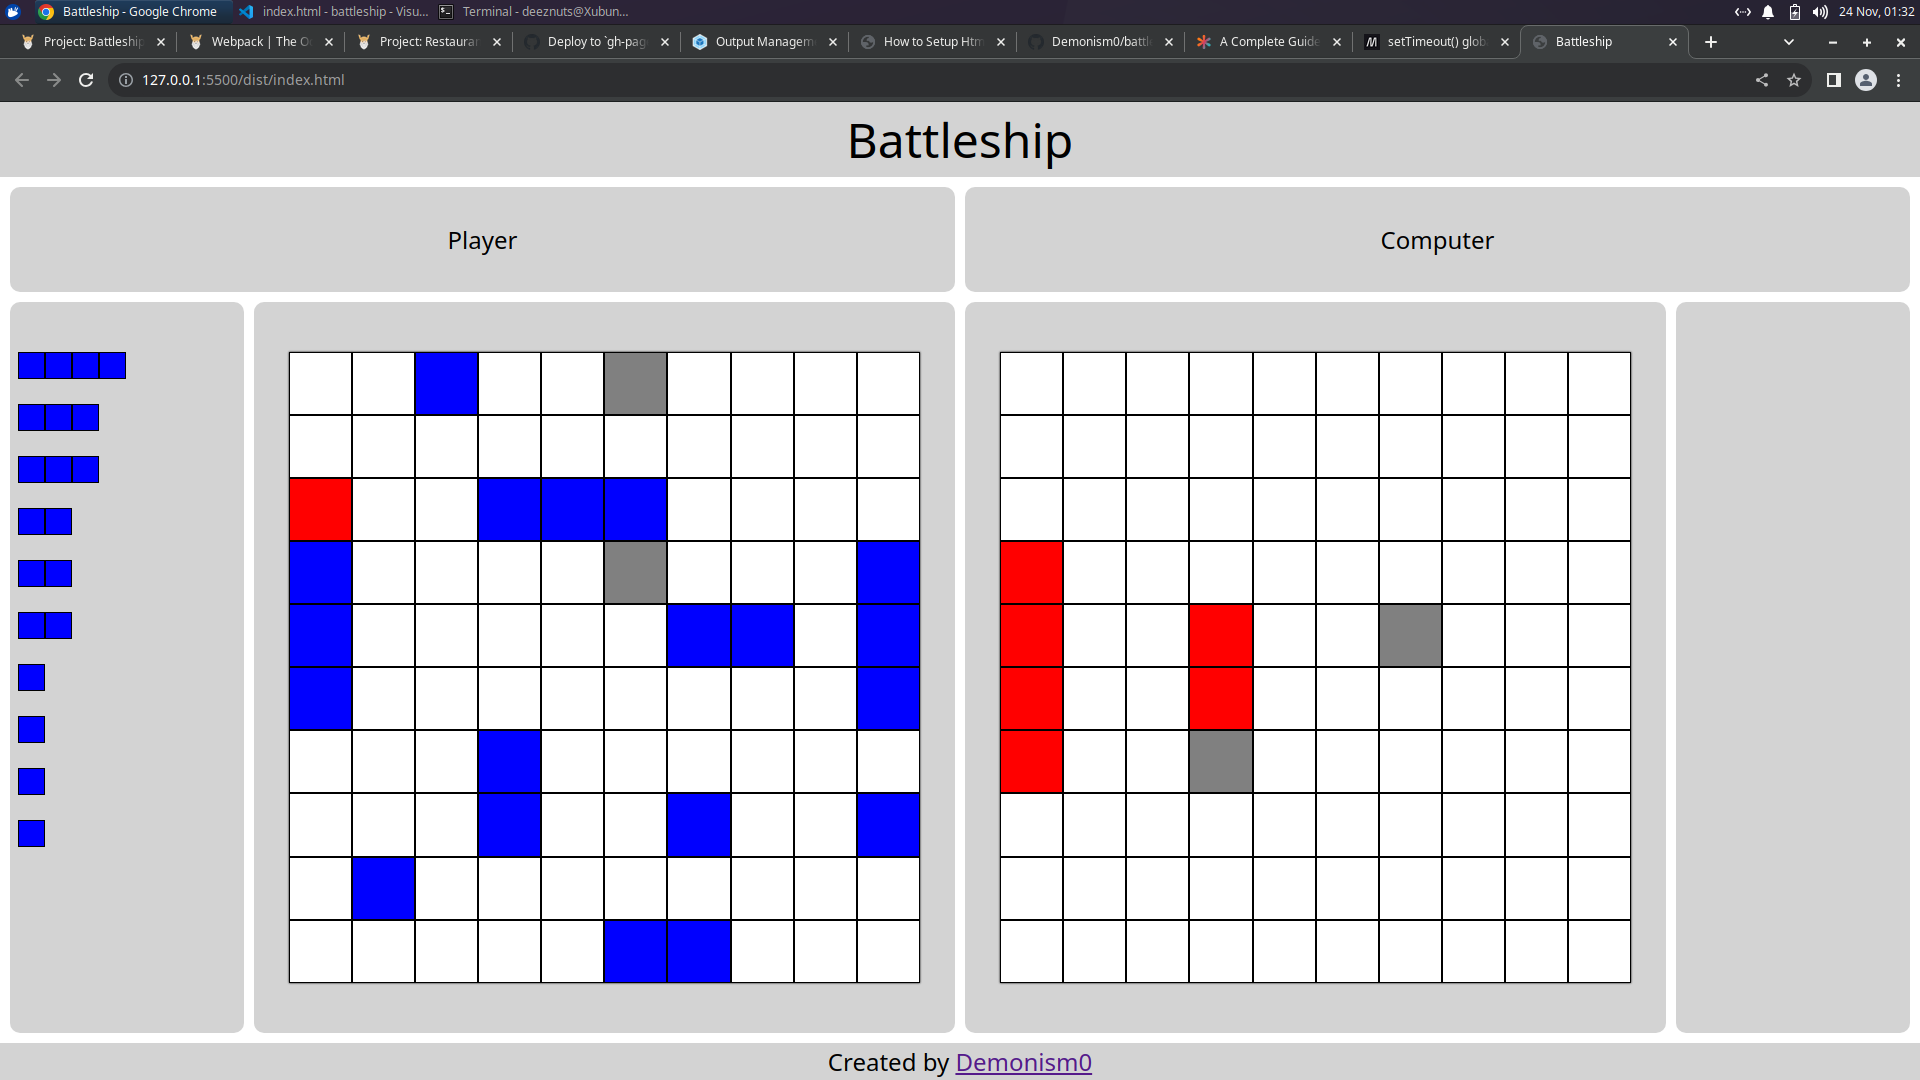 Battleship - Google Chrome
index.html - battleship - Visu...
Terminal - deeznuts@Xubun...
24 Nov, 01:32
Project: Battleship
Webpack | The O
Project: Restaurar
Deploy to `gh-pag
Output Managem
How to Setup Htm
Demonism0/battl
A Complete Guide
setTimeout() glob
Battleship
127.0.0.1:5500/dist/index.html
Battleship
Player
Computer
Created by Demonism0